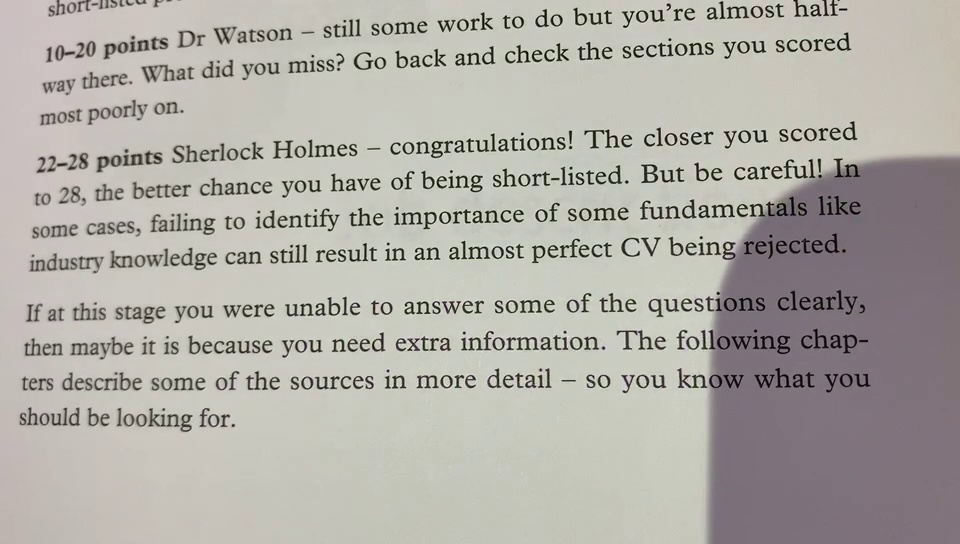 short-listed
10–20 points Dr Watson – still some work to do but you’re almost half-
way there. What did you miss? Go back and check the sections you scored
most poorly on.
22–28 points Sherlock Holmes – congratulations! The closer you scored
to 28, the better chance you have of being short-listed. But be careful! In
some cases, failing to identify the importance of some fundamentals like
industry knowledge can still result in an almost perfect CV being rejected.
If at this stage you were unable to answer some of the questions clearly,
then maybe it is because you need extra information. The following chap-
ters describe some of the sources in more detail – so you know what you
should be looking for.